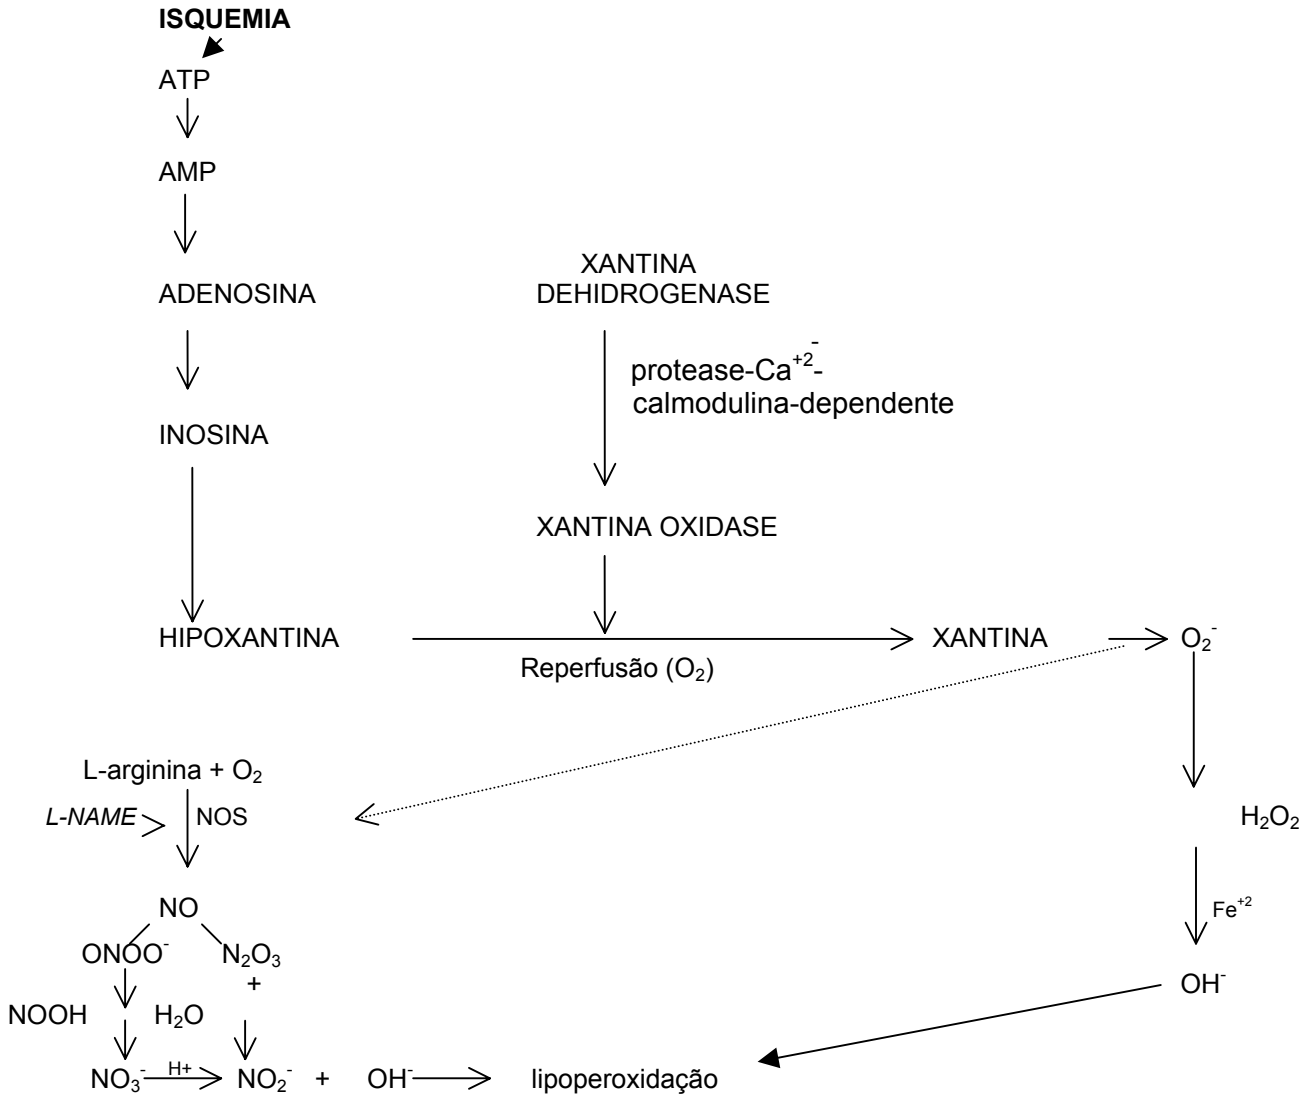 ISQUEMIA
ATP
AMP
ADENOSINA
XANTINA
DEHIDROGENASE
protease-Ca⁺²-
-
calmodulina-dependente
INOSINA
XANTINA OXIDASE
HIPOXANTINA
XANTINA
O₂⁻
Reperfusão (O₂)
L-arginina + O₂
L-NAME
NOS
H₂O₂
NO
Fe⁺²
ONOO⁻
N₂O₃
+
OH⁻
NOOH
H₂O
NO₃⁻
H+
NO₂⁻ + OH⁻
lipoperoxidação